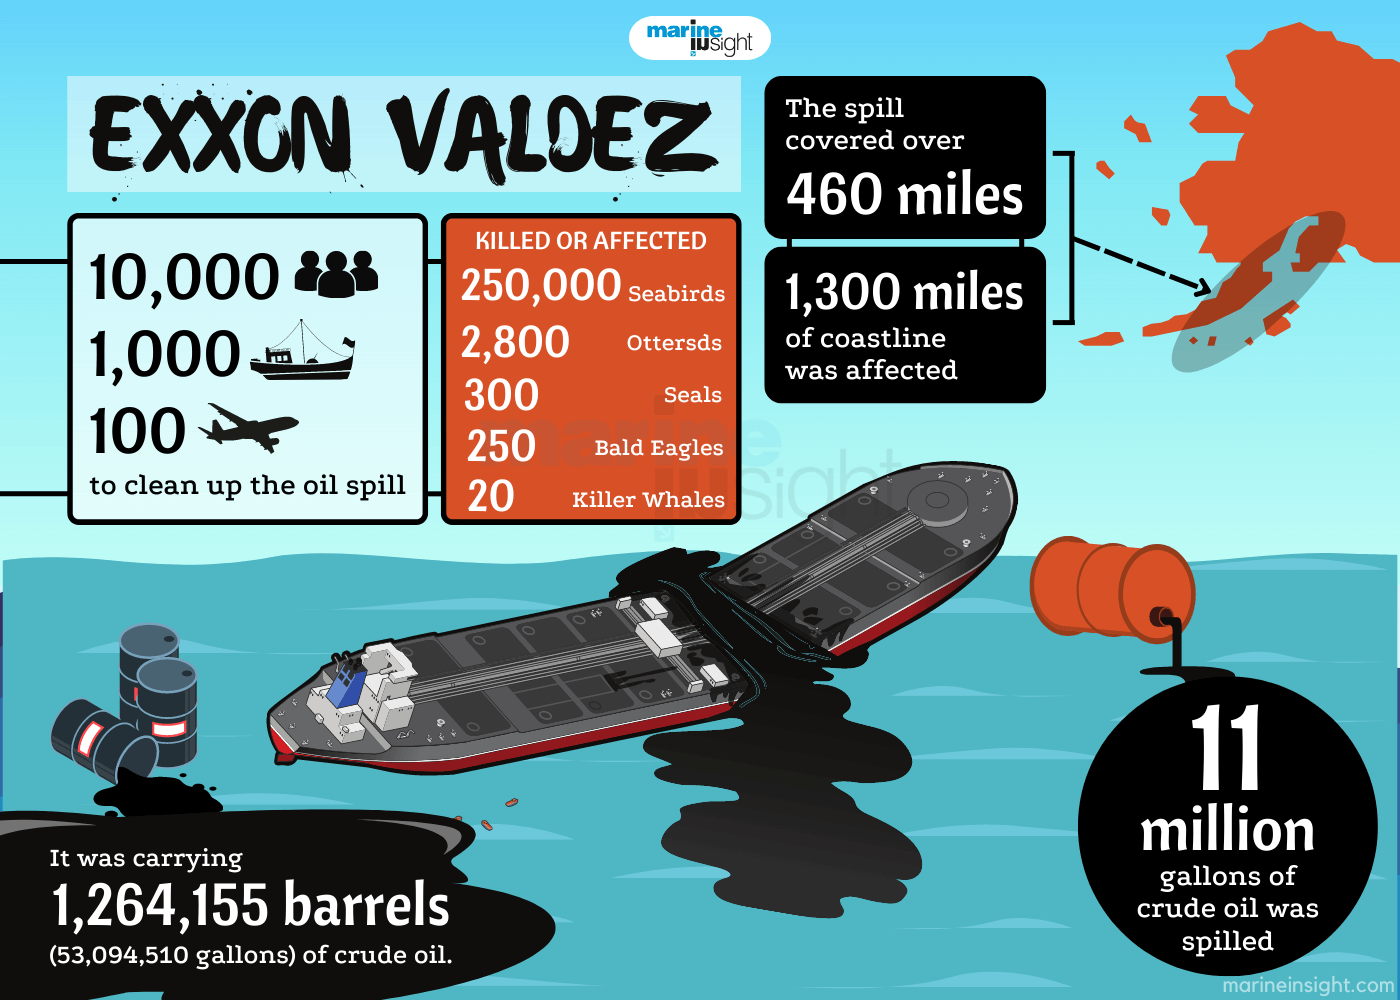 marine
insight
EXXON VALDEZ
10,000
1,000
100
to clean up the oil spill
KILLED OR AFFECTED
250,000 Seabirds
2,800 Ottersds
300 Seals
250 Bald Eagles
20 Killer Whales
The spill
covered over
460 miles
1,300 miles
of coastline
was affected
marine
insight
It was carrying
1,264,155 barrels
(53,094,510 gallons) of crude oil.
11
million
gallons of
crude oil was
spilled
marineinsight.com